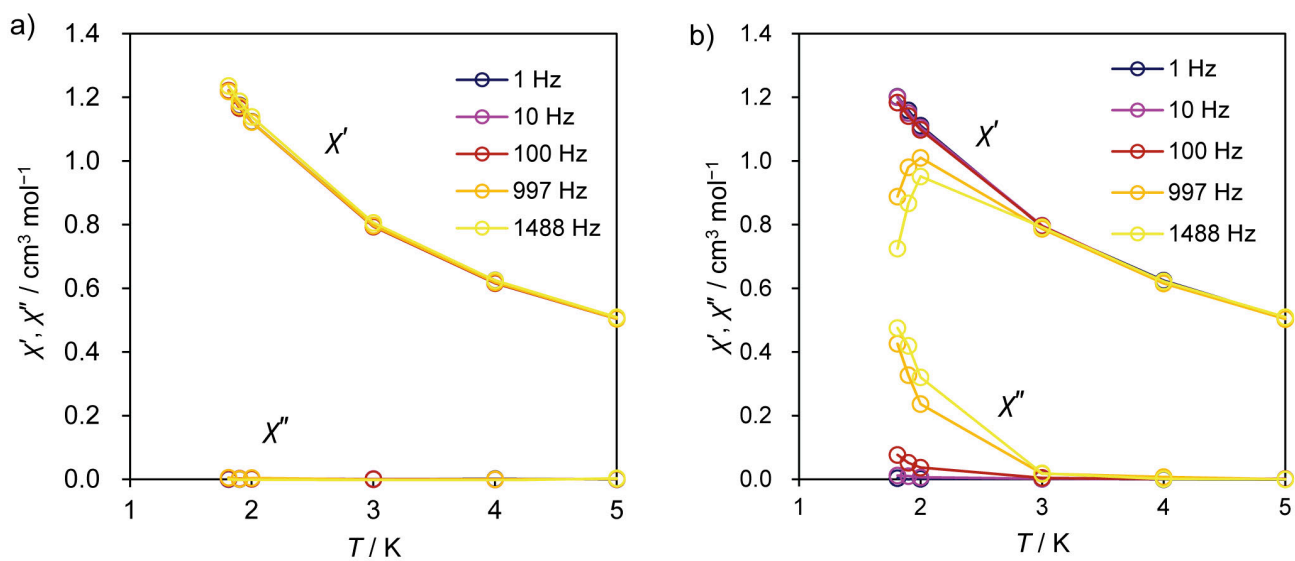 a)
χ′, χ″ / cm³ mol⁻¹
1.4
1.2
1.0
0.8
0.6
0.4
0.2
0.0
χ′
χ″
1 Hz
10 Hz
100 Hz
997 Hz
1488 Hz
1 2 3 4 5
T / K
b)
χ′, χ″ / cm³ mol⁻¹
1.4
1.2
1.0
0.8
0.6
0.4
0.2
0.0
χ′
χ″
1 Hz
10 Hz
100 Hz
997 Hz
1488 Hz
1 2 3 4 5
T / K